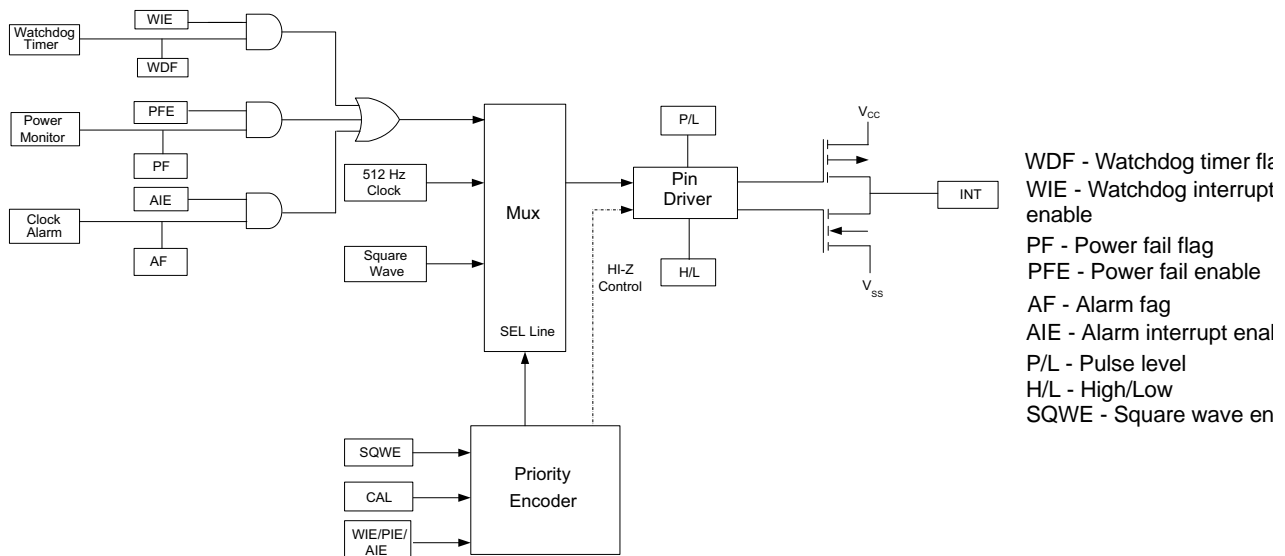 WIE
Watchdog
Timer
WDF
PFE
Power
Monitor
PF
AIE
Clock
Alarm
AF
512 Hz
Clock
Square
Wave
Mux
SEL Line
P/L
Pin
Driver
H/L
HI-Z
Control
VCC
VSS
INT
SQWE
CAL
WIE/PIE/
AIE
Priority
Encoder
WDF - Watchdog timer fla
WIE - Watchdog interrupt
enable
PF - Power fail flag
PFE - Power fail enable
AF - Alarm fag
AIE - Alarm interrupt enab
P/L - Pulse level
H/L - High/Low
SQWE - Square wave en